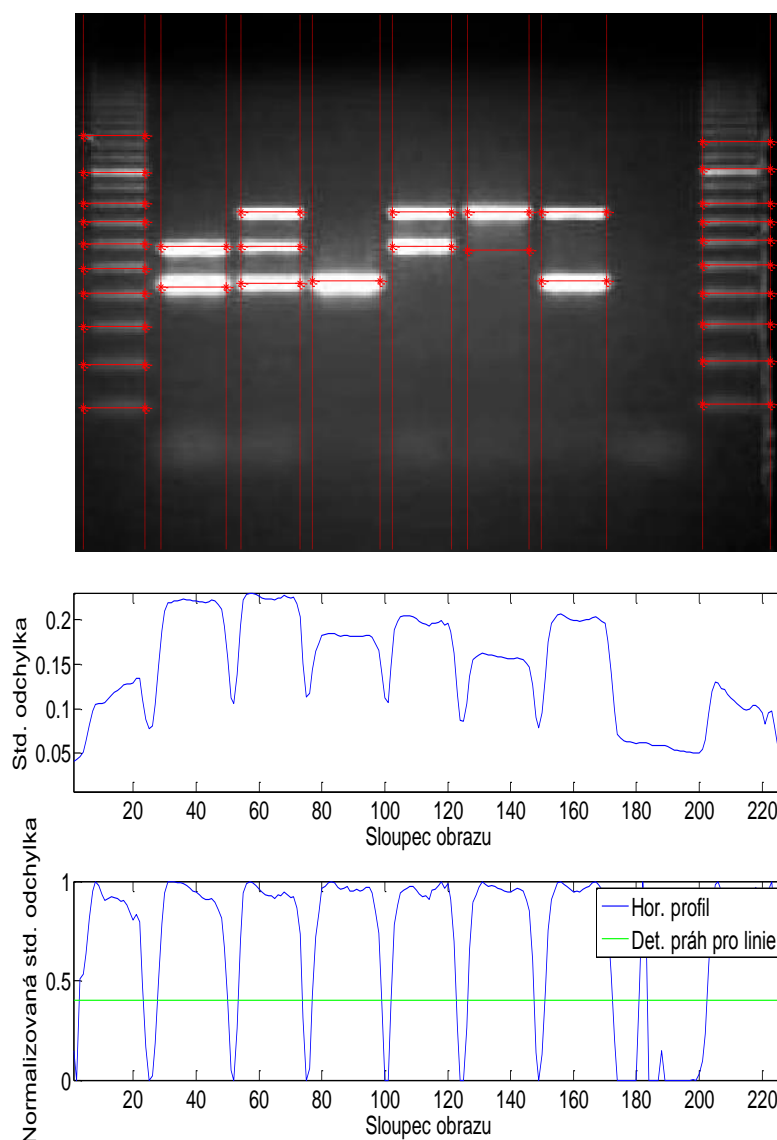 0.2
0.15
0.1
0.05
Std. odchylka
20 40 60 80 100 120 140 160 180 200 220
Sloupec obrazu
1
0.5
0
Normalizovaná std. odchylka
Hor. profil
Det. práh pro linie
20 40 60 80 100 120 140 160 180 200 220
Sloupec obrazu